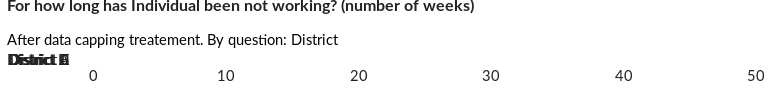 For how long has Individual been not working? (number of weeks)
After data capping treatement. By question: District
District
0 10 20 30 40 50